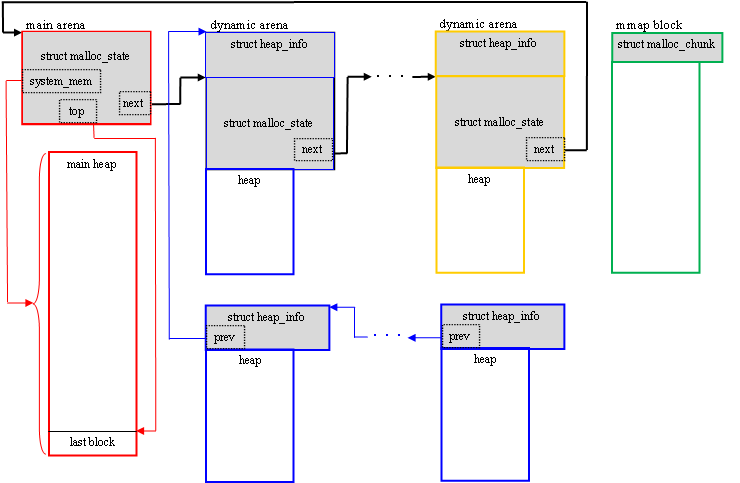 main arena
struct malloc_state
system_mem
next
top
main heap
last block
dynamic arena
struct heap_info
struct malloc_state
next
heap
. . .
dynamic arena
struct heap_info
struct malloc_state
next
heap
mmap block
struct malloc_chunk
struct heap_info
prev
heap
. . .
struct heap_info
prev
heap